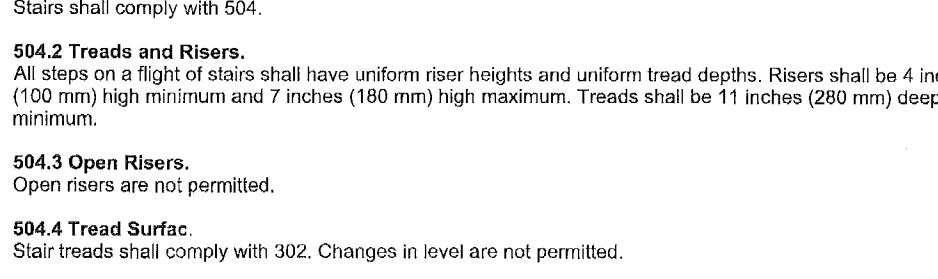 Stairs shall comply with 504.
504.2 Treads and Risers.
All steps on a flight of stairs shall have uniform riser heights and uniform tread depths. Risers shall be 4
(100 mm) high minimum and 7 inches (180 mm) high maximum. Treads shall be 11 inches (280 mm) deep
minimum.
504.3 Open Risers.
Open risers are not permitted.
504.4 Tread Surfac.
Stair treads shall comply with 302. Changes in level are not permitted.